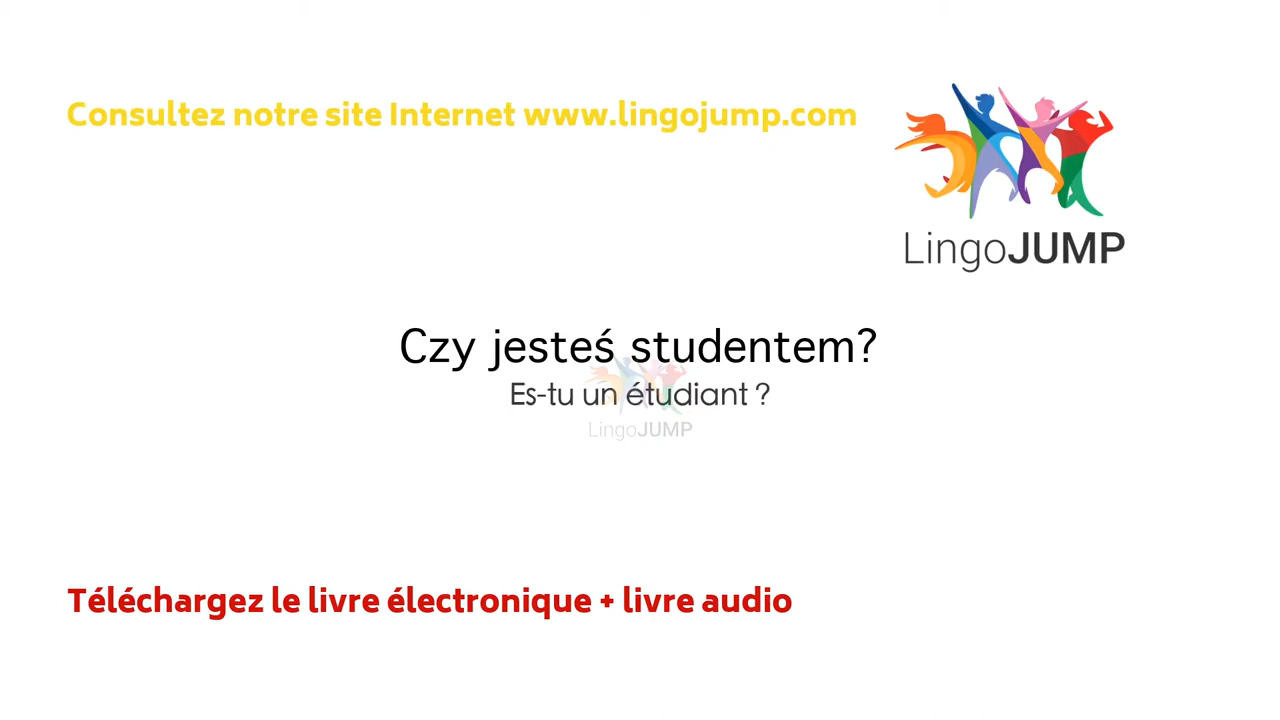 Consultez notre site Internet www.lingojump.com
LingoJUMP
Czy jesteś studentem?
Es-tu un étudiant ?
LingoJUMP
Téléchargez le livre électronique + livre audio